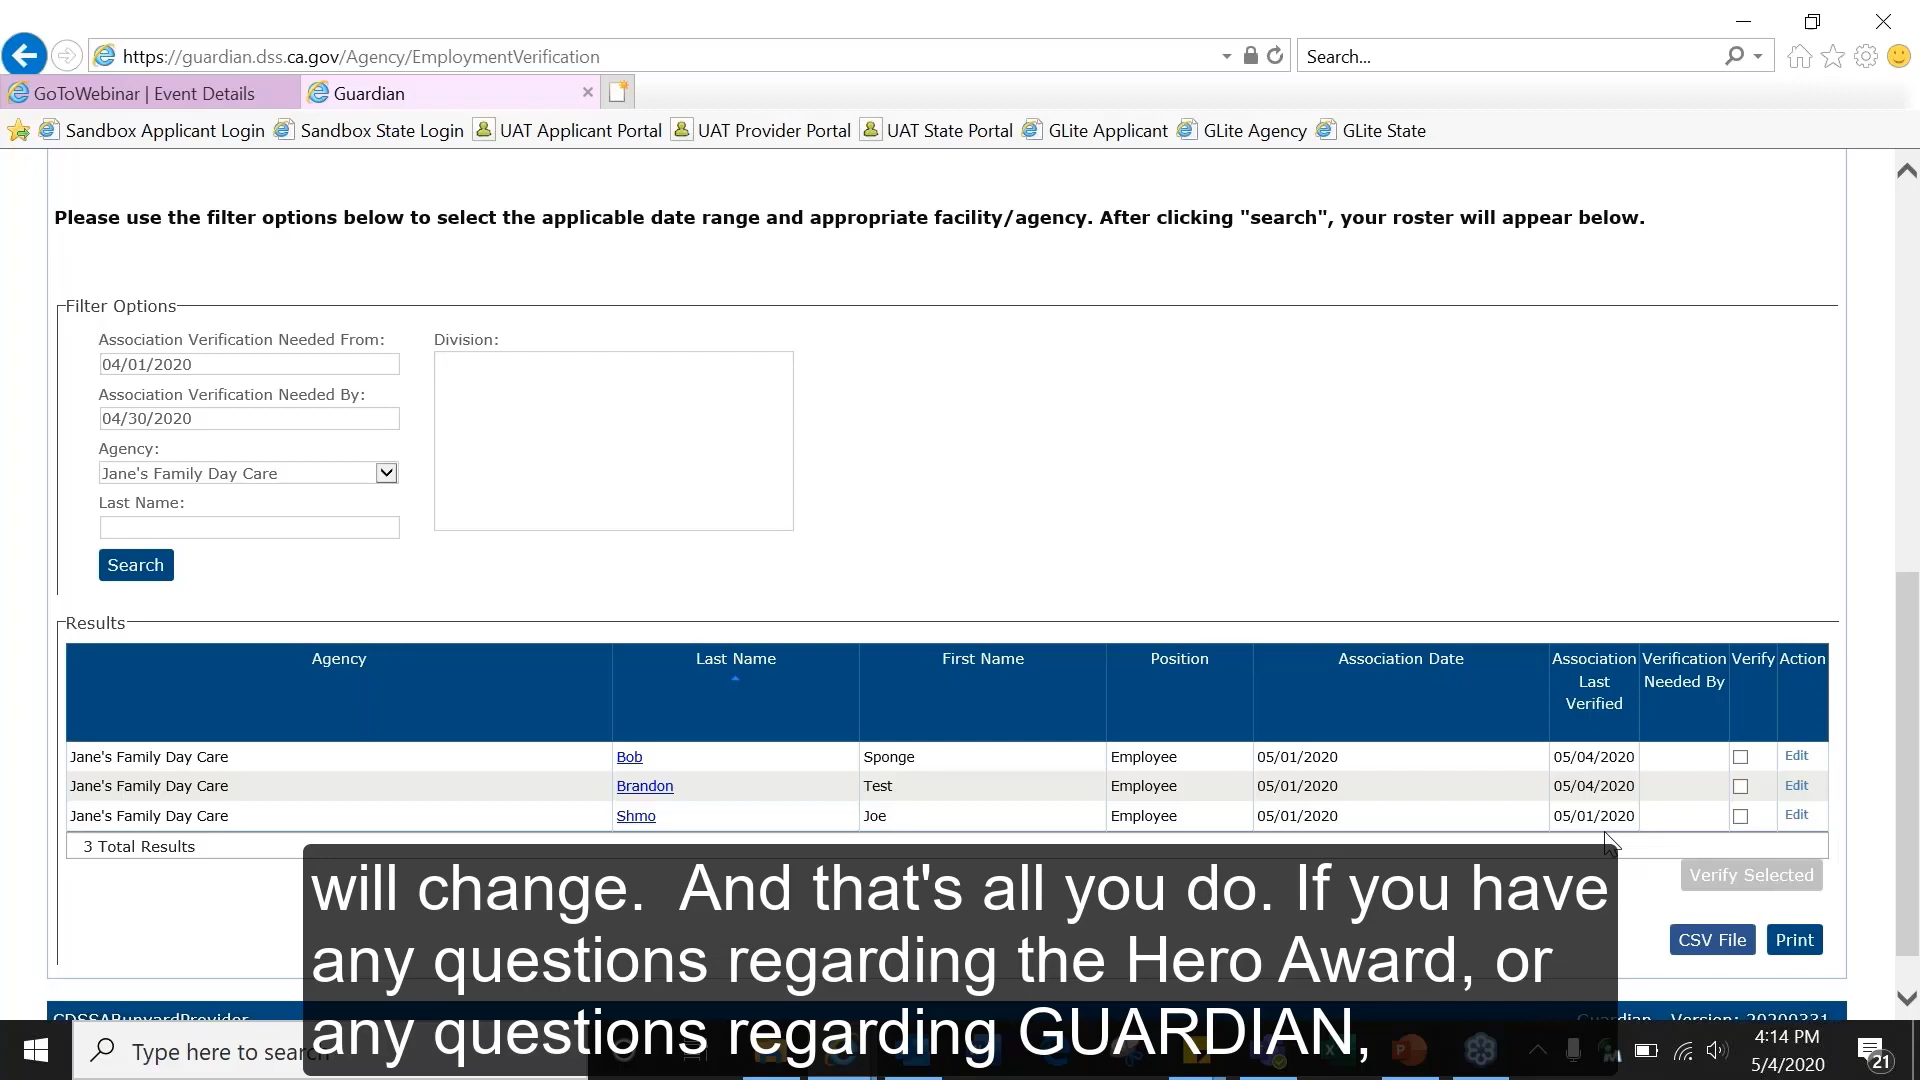 https://guardian.dss.ca.gov/Agency/EmploymentVerification
Search...
GoToWebinar | Event Details
Guardian
Sandbox Applicant Login
Sandbox State Login
UAT Applicant Portal
UAT Provider Portal
UAT State Portal
GLite Applicant
GLite Agency
GLite State
Please use the filter options below to select the applicable date range and appropriate facility/agency. After clicking "search", your roster will appear below.
Filter Options
Association Verification Needed From:
04/01/2020
Association Verification Needed By:
04/30/2020
Agency:
Jane's Family Day Care
Last Name:
Division:
Search
Results
Agency
Last Name
First Name
Position
Association Date
Association
Last
Verified
Verification
Needed By
Verify
Action
Jane's Family Day Care Bob Sponge Employee 05/01/2020 05/04/2020 Edit
Jane's Family Day Care Brandon Test Employee 05/01/2020 05/04/2020 Edit
Jane's Family Day Care Shmo Joe Employee 05/01/2020 05/01/2020 Edit
3 Total Results
Verify Selected
CSV File
Print
will change. And that's all you do. If you have
any questions regarding the Hero Award, or
any questions regarding GUARDIAN,
CDSSABunyardProvider
Guardian - Version: 20200331
Type here to search
4:14 PM
5/4/2020
21